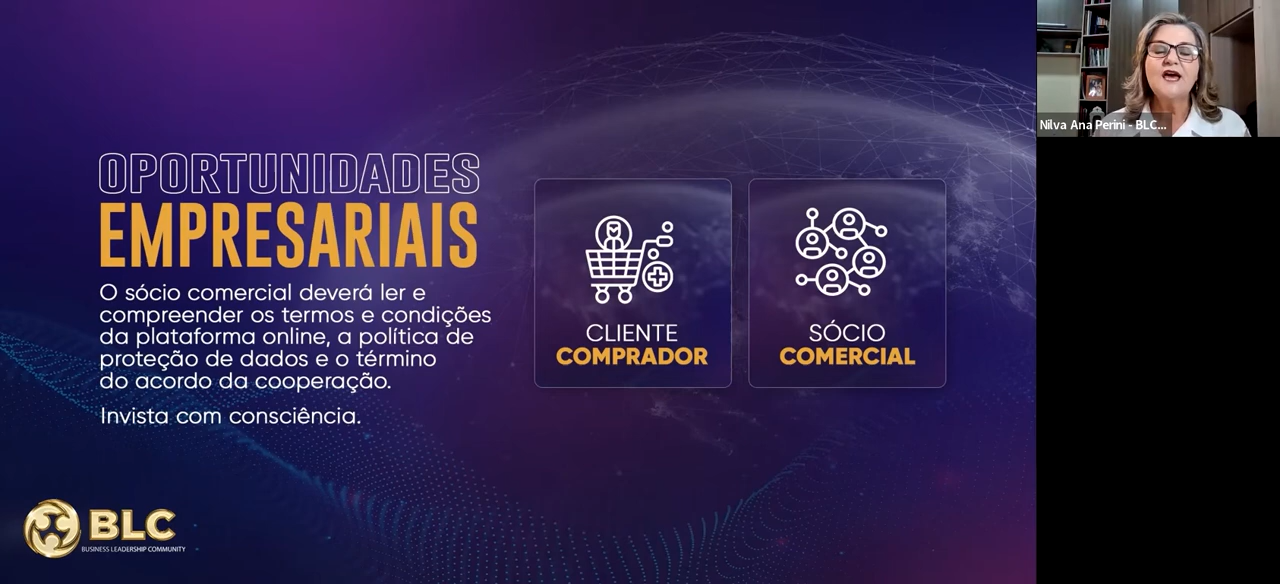 OPORTUNIDADES
EMPRESARIAIS
O sócio comercial deverá ler e
compreender os termos e condições
da plataforma online, a política de
proteção de dados e o término
do acordo da cooperação.
Invista com consciência.
CLIENTE
COMPRADOR
SÓCIO
COMERCIAL
BLC
BUSINESS LEADERSHIP COMMUNITY
Nilva Ana Perini - BLC...